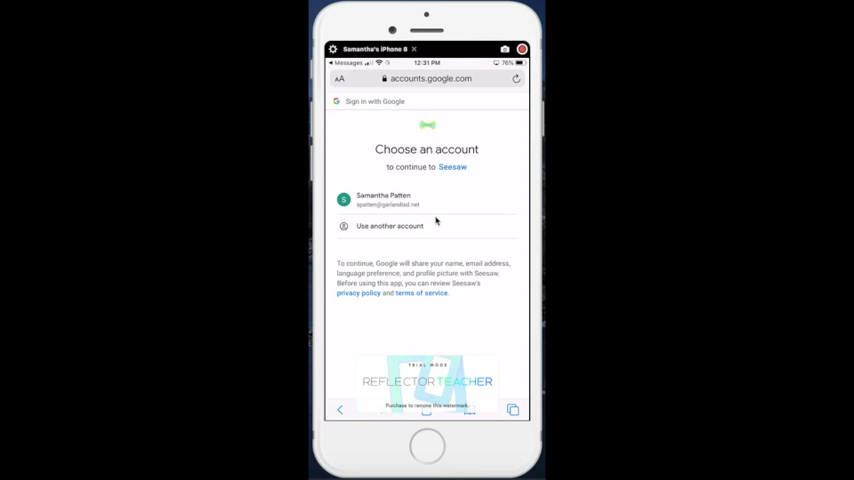 Samantha's iPhone 8
Messages 12:31 PM 76%
AA accounts.google.com
Sign in with Google
Choose an account
to continue to Seesaw
S
Samantha Patten
spatten@garlandisd.net
Use another account
To continue, Google will share your name, email address,
language preference, and profile picture with Seesaw.
Before using this app, you can review Seesaw's
privacy policy and terms of service.
TRIAL MODE
REFLECTOR TEACHER
Purchase to remove this watermark.